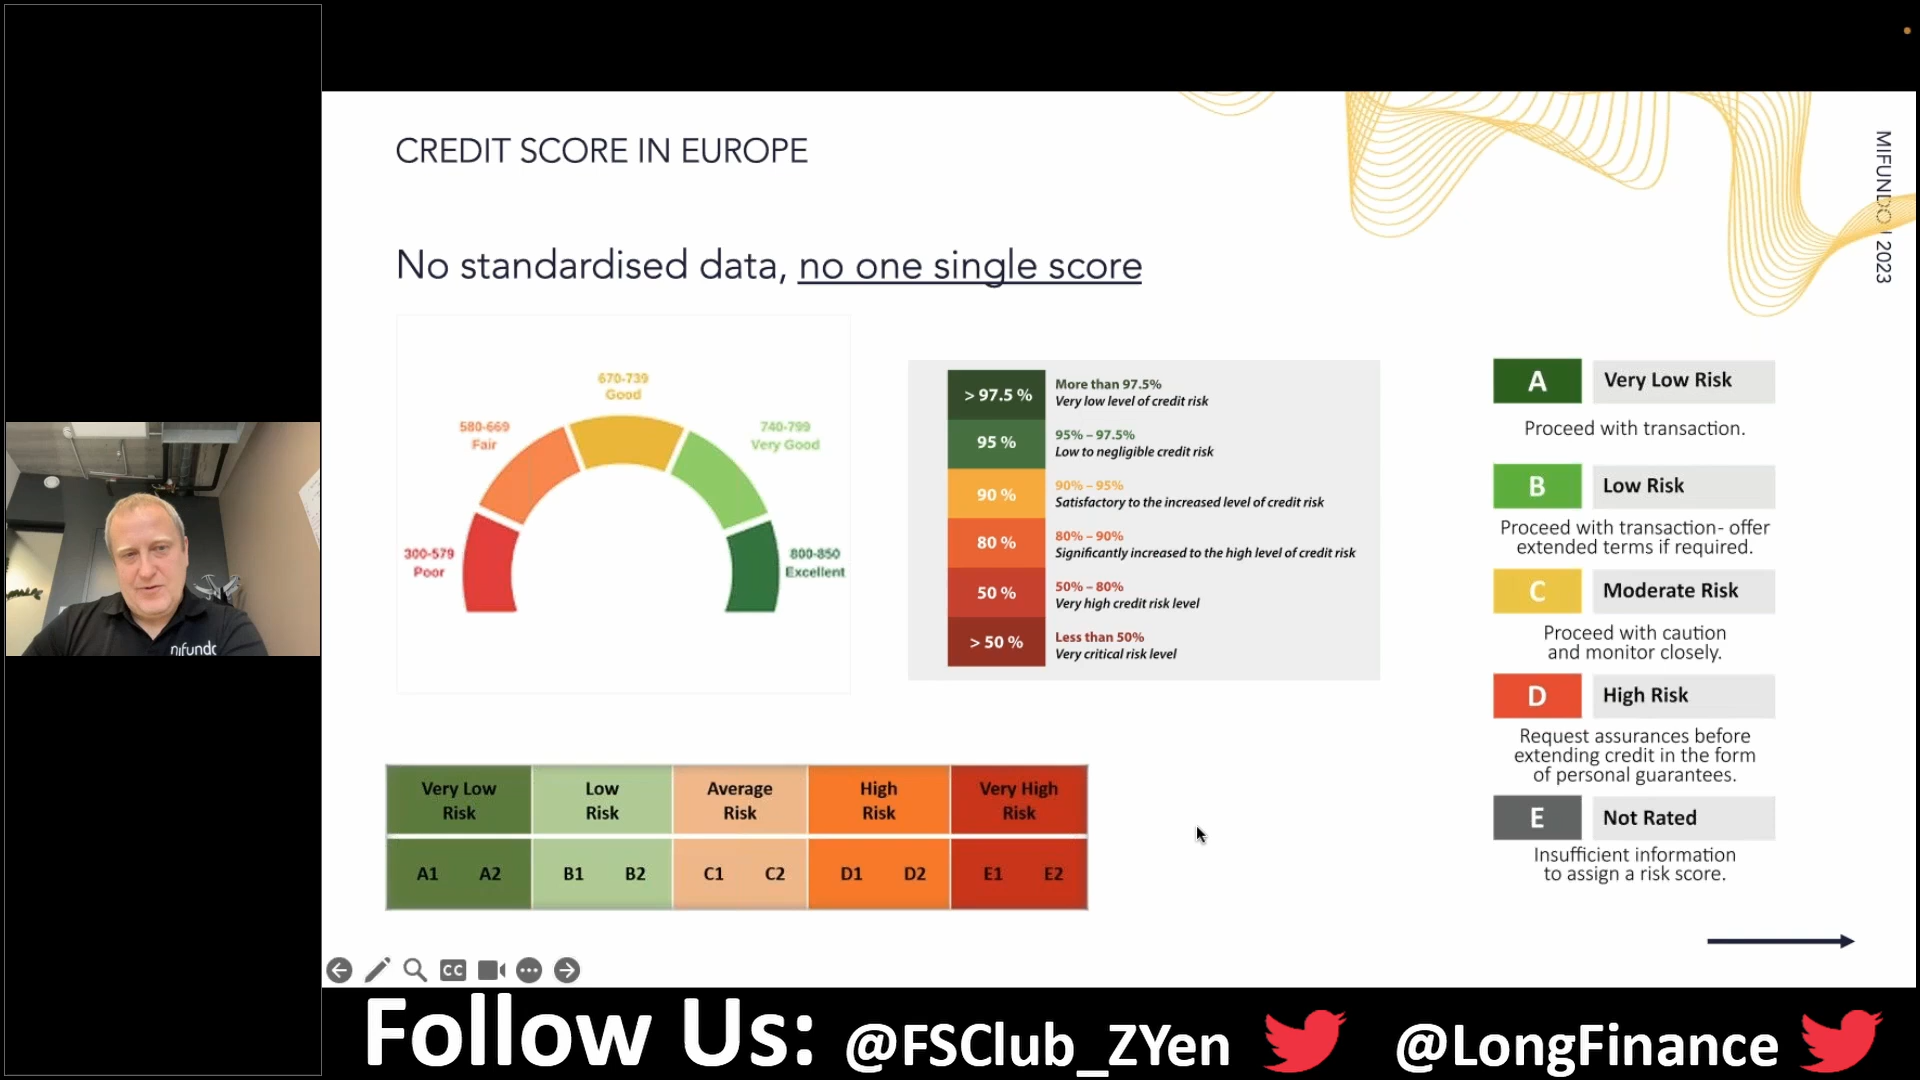 CREDIT SCORE IN EUROPE
MIFUNDO | 2023
No standardised data, no one single score
670-739
Good
580-669
Fair
740-799
Very Good
300-579
Poor
800-850
Excellent
> 97.5 %
More than 97.5%
Very low level of credit risk
95 %
95% – 97.5%
Low to negligible credit risk
90 %
90% – 95%
Satisfactory to the increased level of credit risk
80 %
80% – 90%
Significantly increased to the high level of credit risk
50 %
50% – 80%
Very high credit risk level
> 50 %
Less than 50%
Very critical risk level
A Very Low Risk
Proceed with transaction.
B Low Risk
Proceed with transaction- offer
extended terms if required.
C Moderate Risk
Proceed with caution
and monitor closely.
D High Risk
Request assurances before
extending credit in the form
of personal guarantees.
E Not Rated
Insufficient information
to assign a risk score.
Very Low Risk
Low Risk
Average Risk
High Risk
Very High Risk
A1 A2 B1 B2 C1 C2 D1 D2 E1 E2
mifundo
CC
Follow Us: @FSClub_ZYen @LongFinance